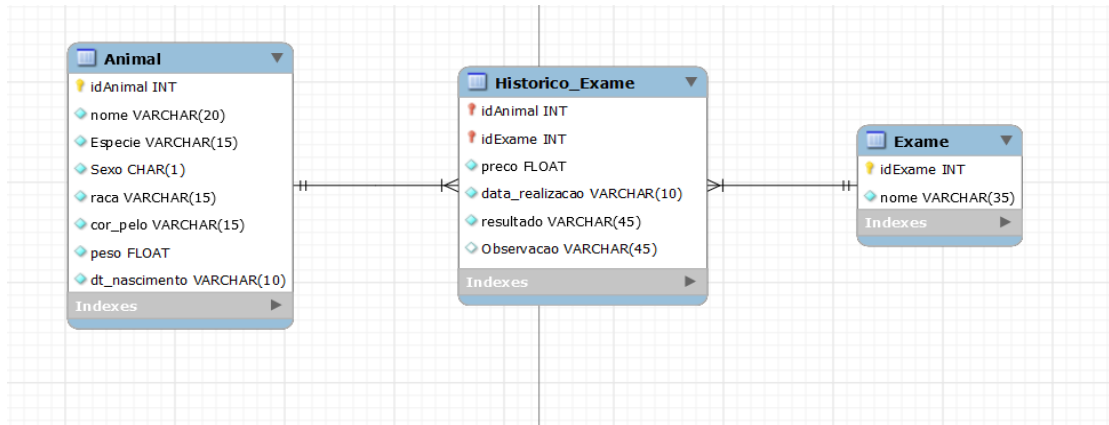 Animal
idAnimal INT
nome VARCHAR(20)
Especie VARCHAR(15)
Sexo CHAR(1)
raca VARCHAR(15)
cor_pelo VARCHAR(15)
peso FLOAT
dt_nascimento VARCHAR(10)
Indexes
Historico_Exame
idAnimal INT
idExame INT
preco FLOAT
data_realizacao VARCHAR(10)
resultado VARCHAR(45)
Observacao VARCHAR(45)
Indexes
Exame
idExame INT
nome VARCHAR(35)
Indexes